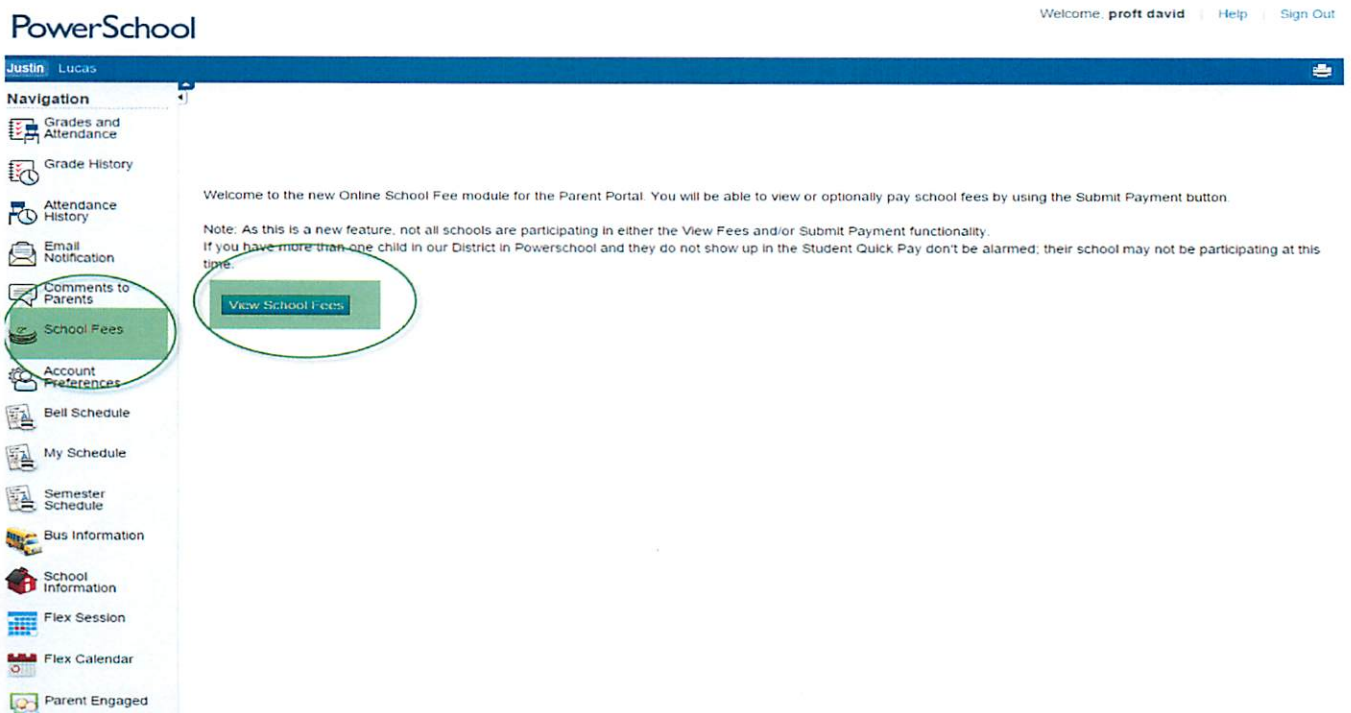 Welcome, proft david Help Sign Out
PowerSchool
Justin Lucas
Navigation
Grades and
Attendance
Grade History
Attendance
History
Email
Notification
Comments to
Parents
School Fees
Account
Preferences
Bell Schedule
My Schedule
Semester
Schedule
Bus Information
School
Information
Flex Session
Flex Calendar
Parent Engaged
Welcome to the new Online School Fee module for the Parent Portal. You will be able to view or optionally pay school fees by using the Submit Payment button.
Note: As this is a new feature, not all schools are participating in either the View Fees and/or Submit Payment functionality.
If you have more than one child in our District in Powerschool and they do not show up in the Student Quick Pay don't be alarmed; their school may not be participating at this
time.
View School Fees